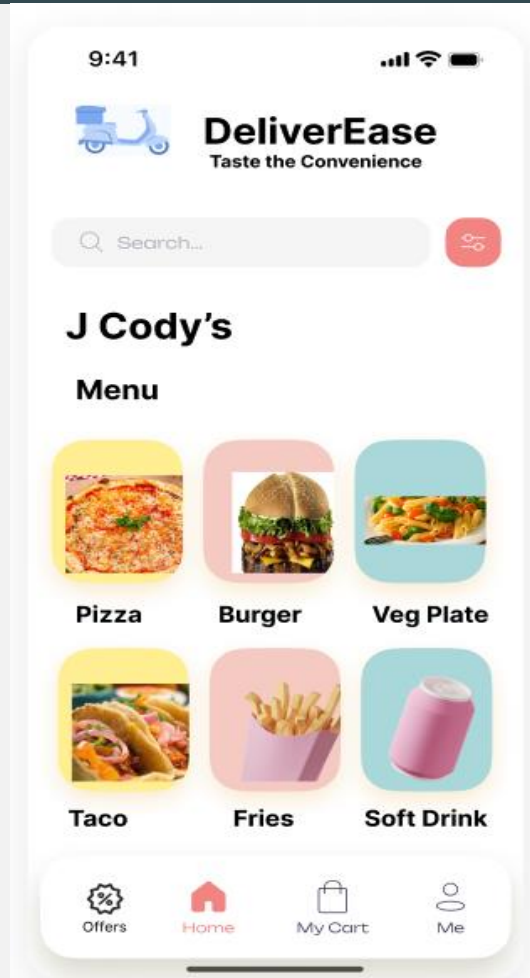 9:41
DeliverEase
Taste the Convenience
Search...
J Cody's
Menu
Pizza Burger Veg Plate
Taco Fries Soft Drink
Offers Home My Cart Me